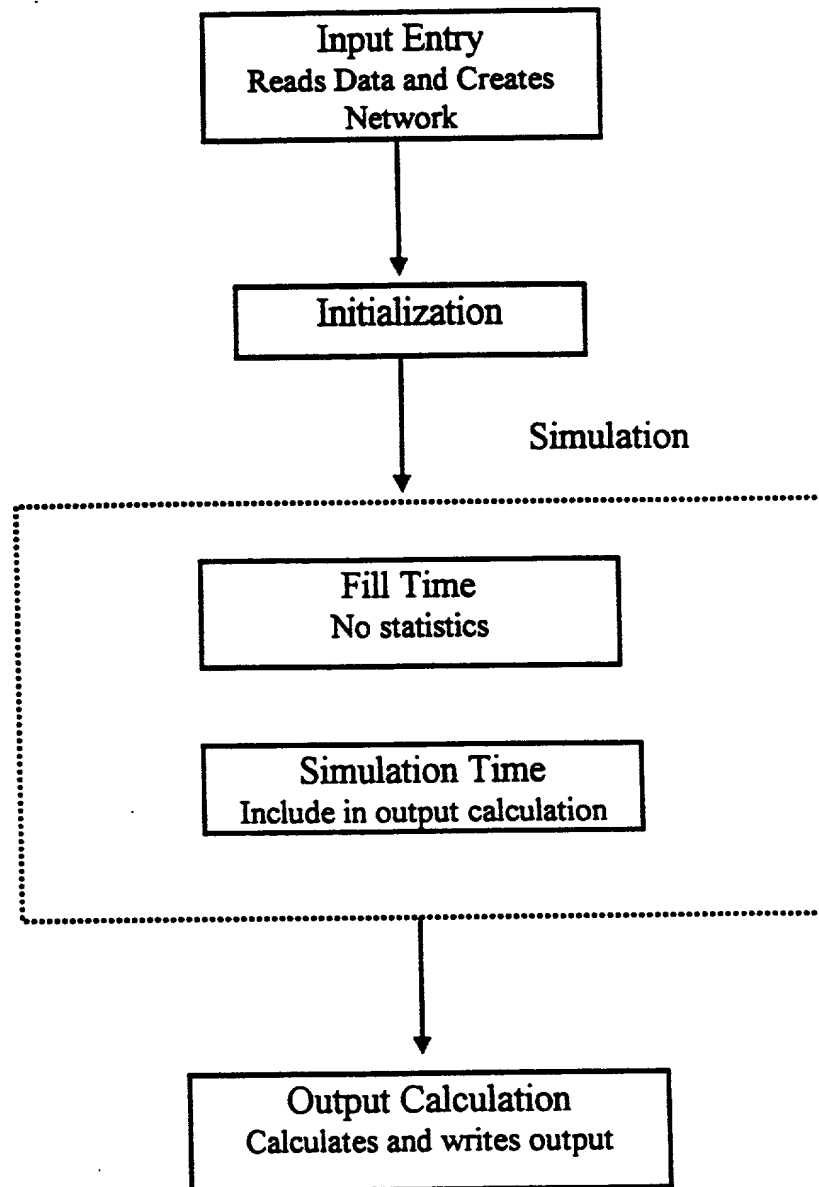 Input Entry
Reads Data and Creates
Network
Initialization
Simulation
Fill Time
No statistics
Simulation Time
Include in output calculation
Output Calculation
Calculates and writes output